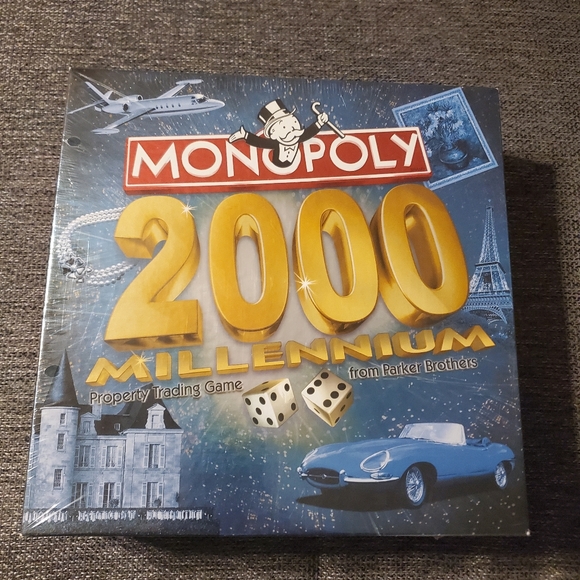 MONOPOLY
2000
MILLENNIUM
Property Trading Game
from Parker Brothers